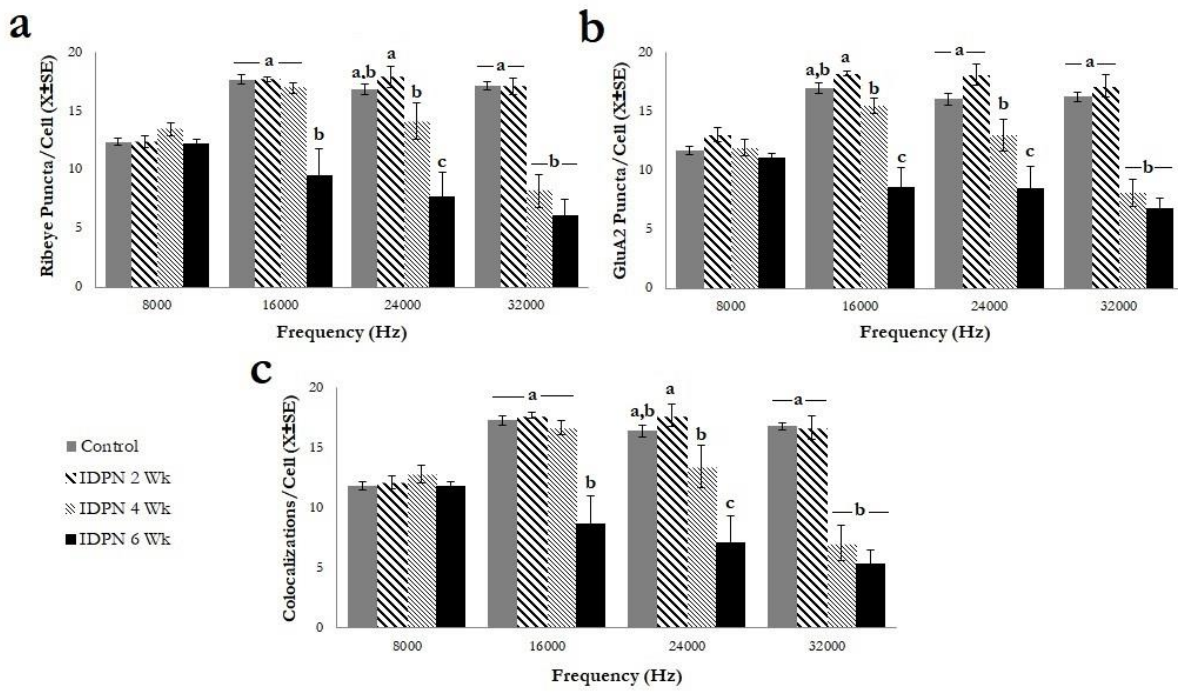 a
Ribeye Puncta/Cell (X±SE)
20
15
10
5
0
a
b
a,b
a
b
c
a
b
8000
16000
24000
32000
Frequency (Hz)
b
GluA2 Puncta/Cell (X±SE)
20
15
10
5
0
a,b
a
b
c
a
b
c
a
b
8000
16000
24000
32000
Frequency (Hz)
c
Colocalizations/Cell (X±SE)
20
15
10
5
0
a
b
a,b
a
b
c
a
b
8000
16000
24000
32000
Frequency (Hz)
Control
IDPN 2 Wk
IDPN 4 Wk
IDPN 6 Wk